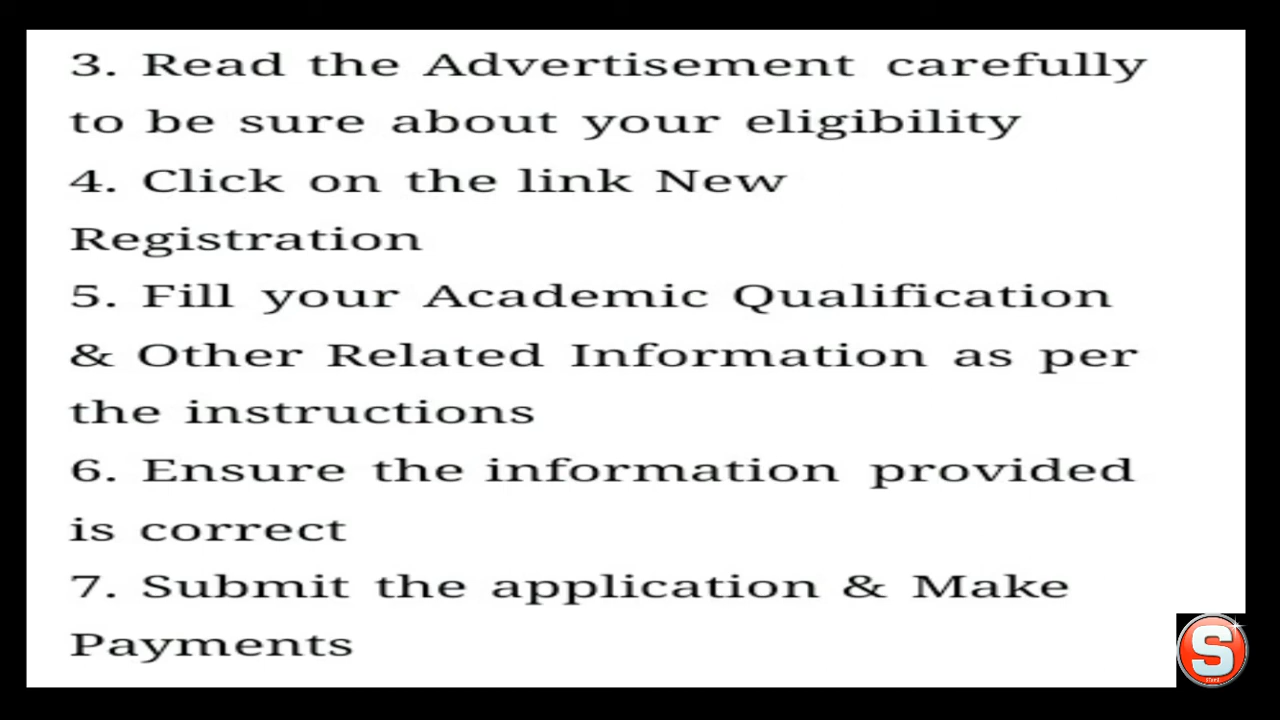 3. Read the Advertisement carefully
to be sure about your eligibility
4. Click on the link New
Registration
5. Fill your Academic Qualification
& Other Related Information as per
the instructions
6. Ensure the information provided
is correct
7. Submit the application & Make
Payments
S